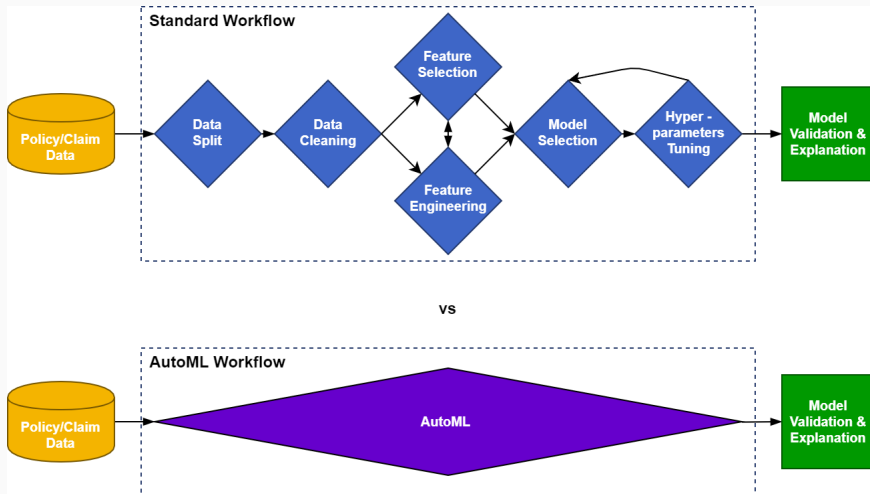 Standard Workflow
Policy/Claim
Data
Data
Split
Data
Cleaning
Feature
Selection
Feature
Engineering
Model
Selection
Hyper -
parameters
Tuning
Model
Validation &
Explanation
vs
AutoML Workflow
Policy/Claim
Data
AutoML
Model
Validation &
Explanation